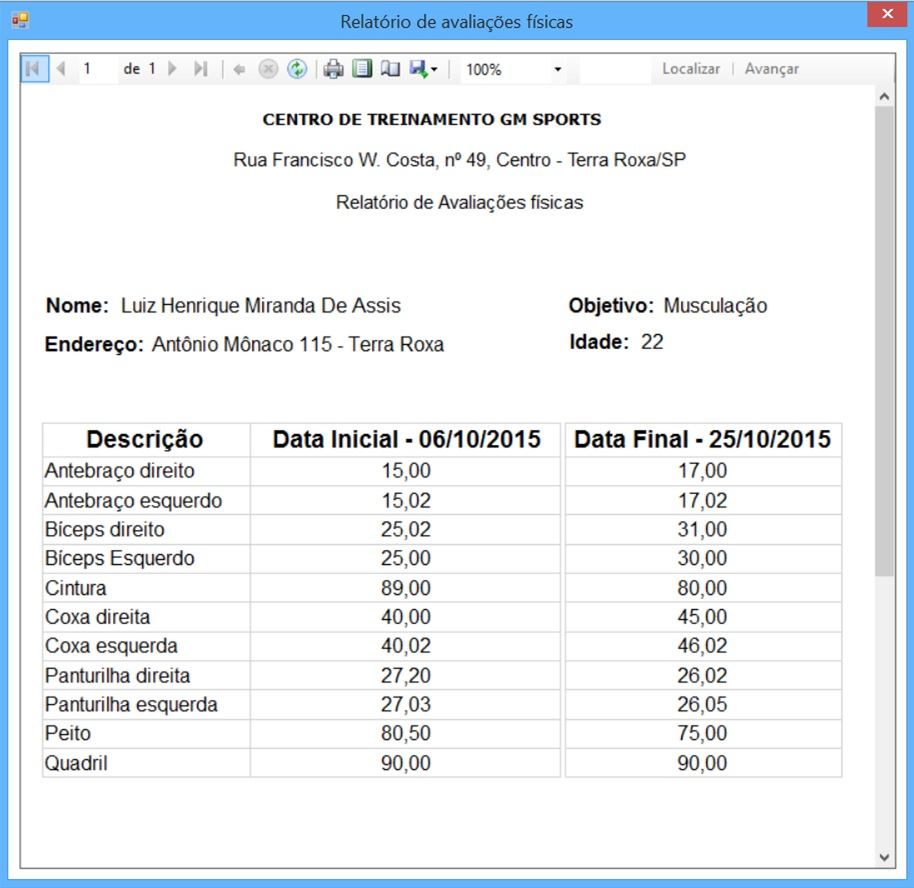 Relatório de avaliações físicas
1 de 1 100% Localizar | Avançar
CENTRO DE TREINAMENTO GM SPORTS
Rua Francisco W. Costa, nº 49, Centro - Terra Roxa/SP
Relatório de Avaliações físicas
Nome: Luiz Henrique Miranda De Assis Objetivo: Musculação
Endereço: Antônio Mônaco 115 - Terra Roxa Idade: 22
Descrição Data Inicial - 06/10/2015 Data Final - 25/10/2015
Antebraço direito 15,00 17,00
Antebraço esquerdo 15,02 17,02
Bíceps direito 25,02 31,00
Bíceps Esquerdo 25,00 30,00
Cintura 89,00 80,00
Coxa direita 40,00 45,00
Coxa esquerda 40,02 46,02
Panturilha direita 27,20 26,02
Panturilha esquerda 27,03 26,05
Peito 80,50 75,00
Quadril 90,00 90,00